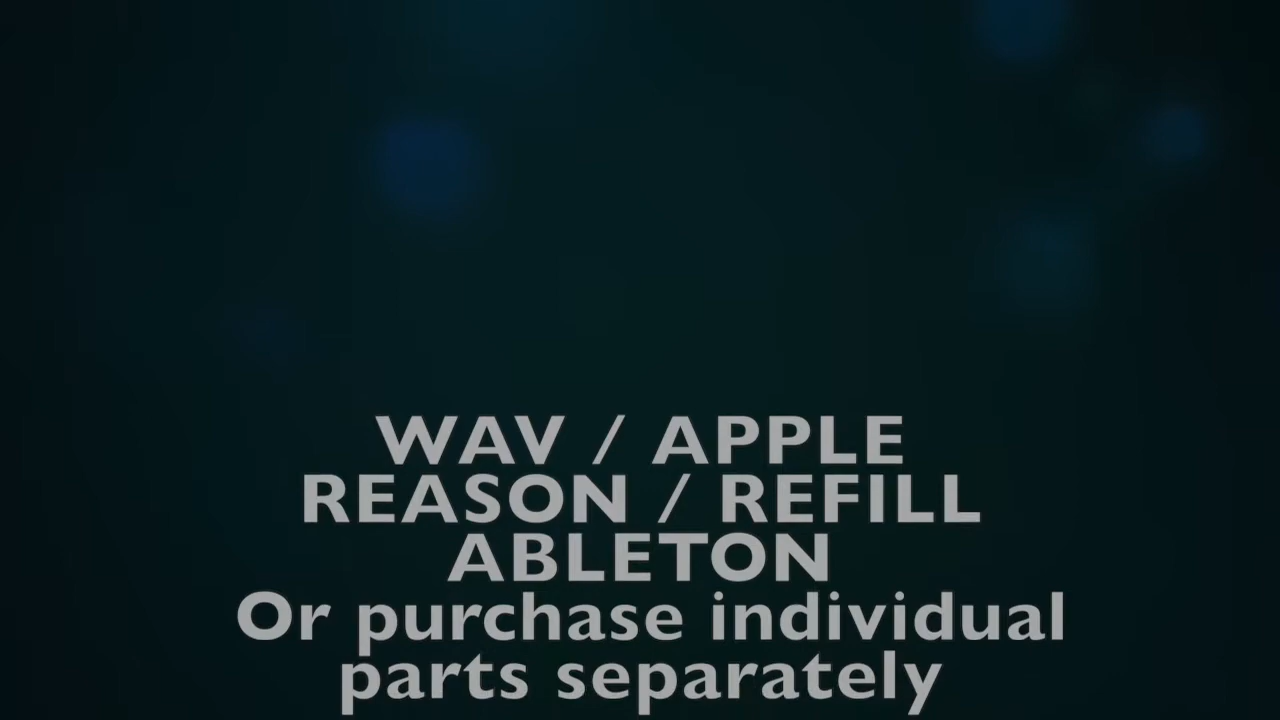 WAV / APPLE
REASON / REFILL
ABLETON
Or purchase individual
parts separately